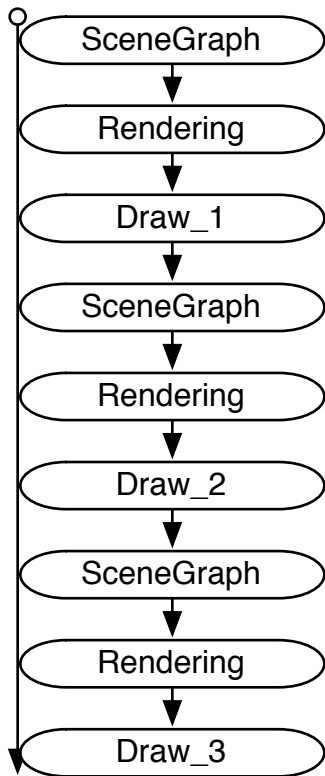 SceneGraph
Rendering
Draw_1
SceneGraph
Rendering
Draw_2
SceneGraph
Rendering
Draw_3